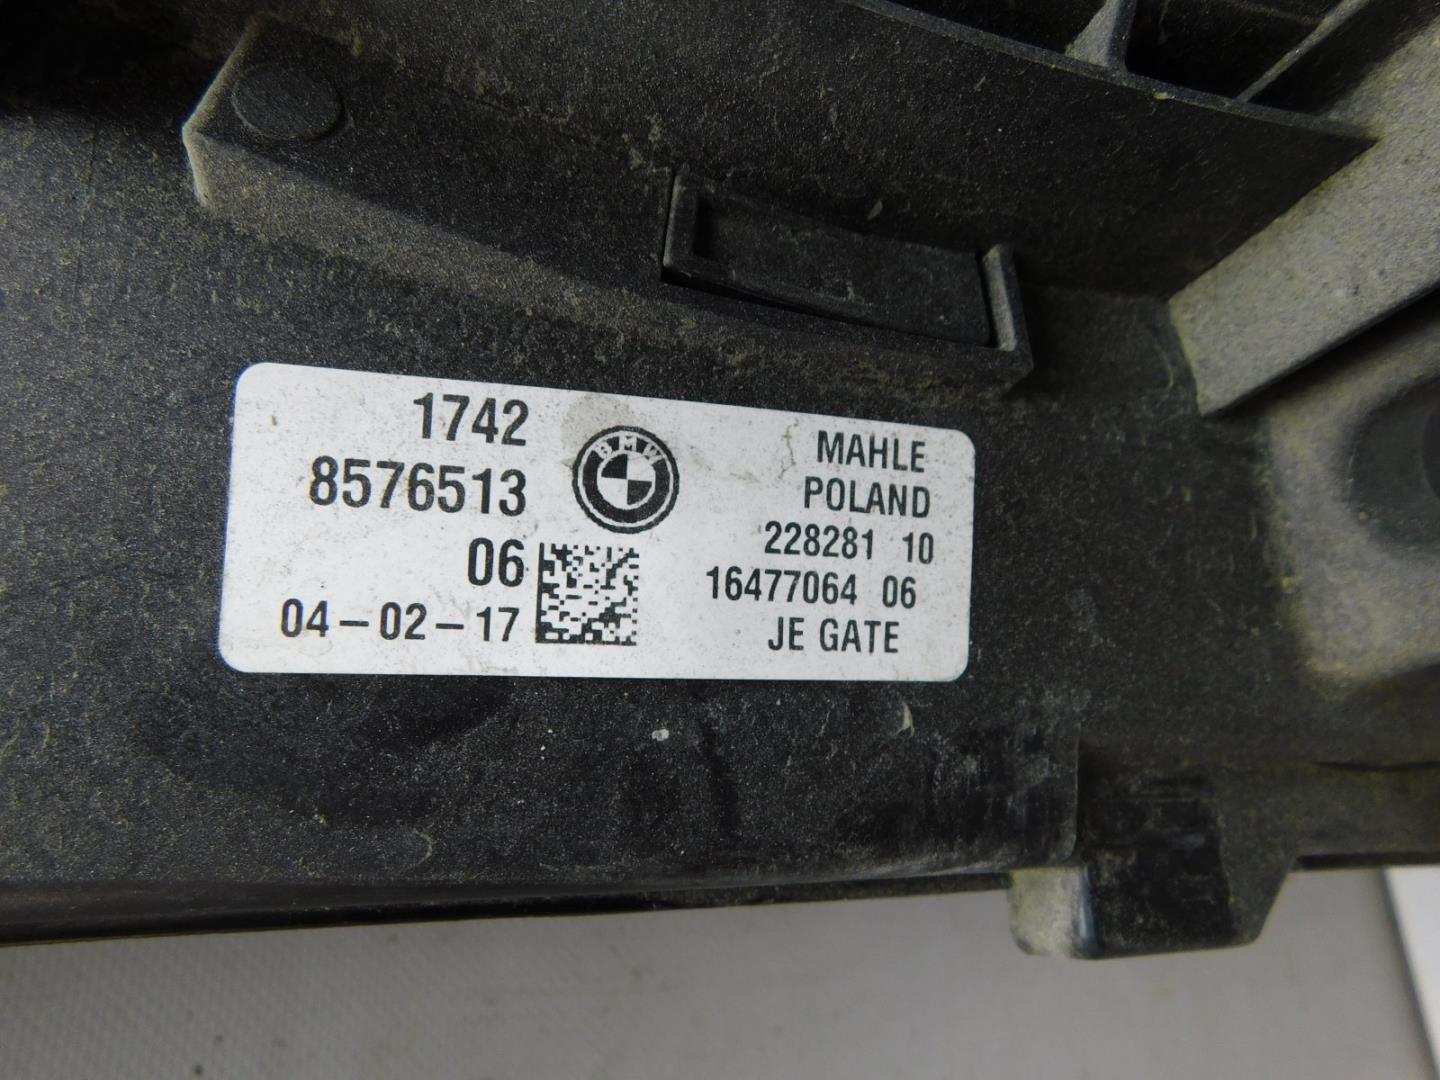 1742
8576513
06
04-02-17
BMW
MAHLE
POLAND
228281 10
16477064 06
JE GATE